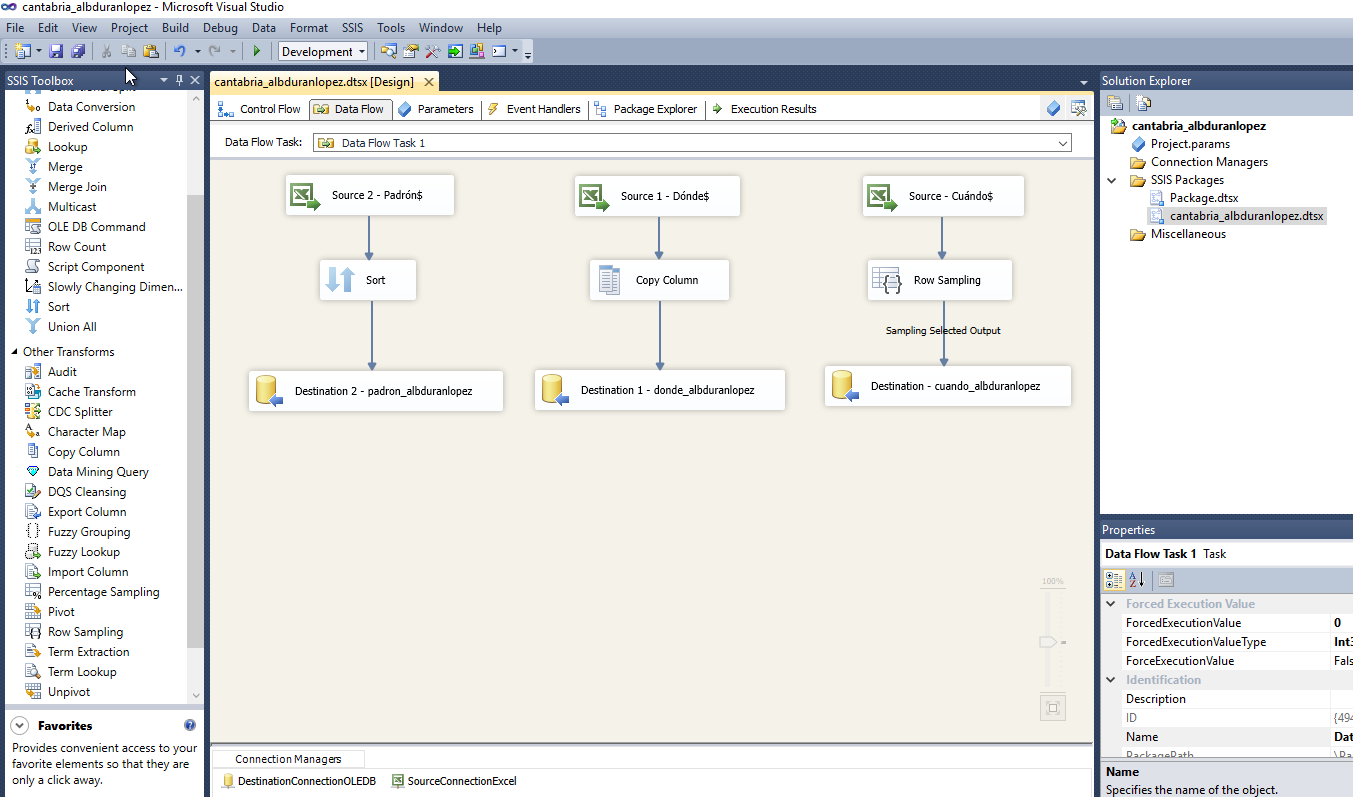 cantabria_albduranlopez - Microsoft Visual Studio
File Edit View Project Build Debug Data Format SSIS Tools Window Help
Development
SSIS Toolbox
Data Conversion
Derived Column
Lookup
Merge
Merge Join
Multicast
OLE DB Command
Row Count
Script Component
Slowly Changing Dimen...
Sort
Union All
Other Transforms
Audit
Cache Transform
CDC Splitter
Character Map
Copy Column
Data Mining Query
DQS Cleansing
Export Column
Fuzzy Grouping
Fuzzy Lookup
Import Column
Percentage Sampling
Pivot
Row Sampling
Term Extraction
Term Lookup
Unpivot
Favorites
Provides convenient access to your
favorite elements so that they are
only a click away.
cantabria_albduranlopez.dtsx [Design]
Control Flow Data Flow Parameters Event Handlers Package Explorer Execution Results
Data Flow Task: Data Flow Task 1
Source 2 - Padrón$ Source 1 - Dónde$ Source - Cuándo$
Sort Copy Column Row Sampling
Sampling Selected Output
Destination 2 - padron_albduranlopez Destination 1 - donde_albduranlopez Destination - cuando_albduranlopez
100%
Connection Managers
DestinationConnectionOLEDB SourceConnectionExcel
Solution Explorer
cantabria_albduranlopez
Project.params
Connection Managers
SSIS Packages
Package.dtsx
cantabria_albduranlopez.dtsx
Miscellaneous
Properties
Data Flow Task 1 Task
Forced Execution Value
ForcedExecutionValue 0
ForcedExecutionValueType Int3
ForceExecutionValue Fals
Identification
Description
ID {494
Name Dat
PackagePath \Pa
Name
Specifies the name of the object.